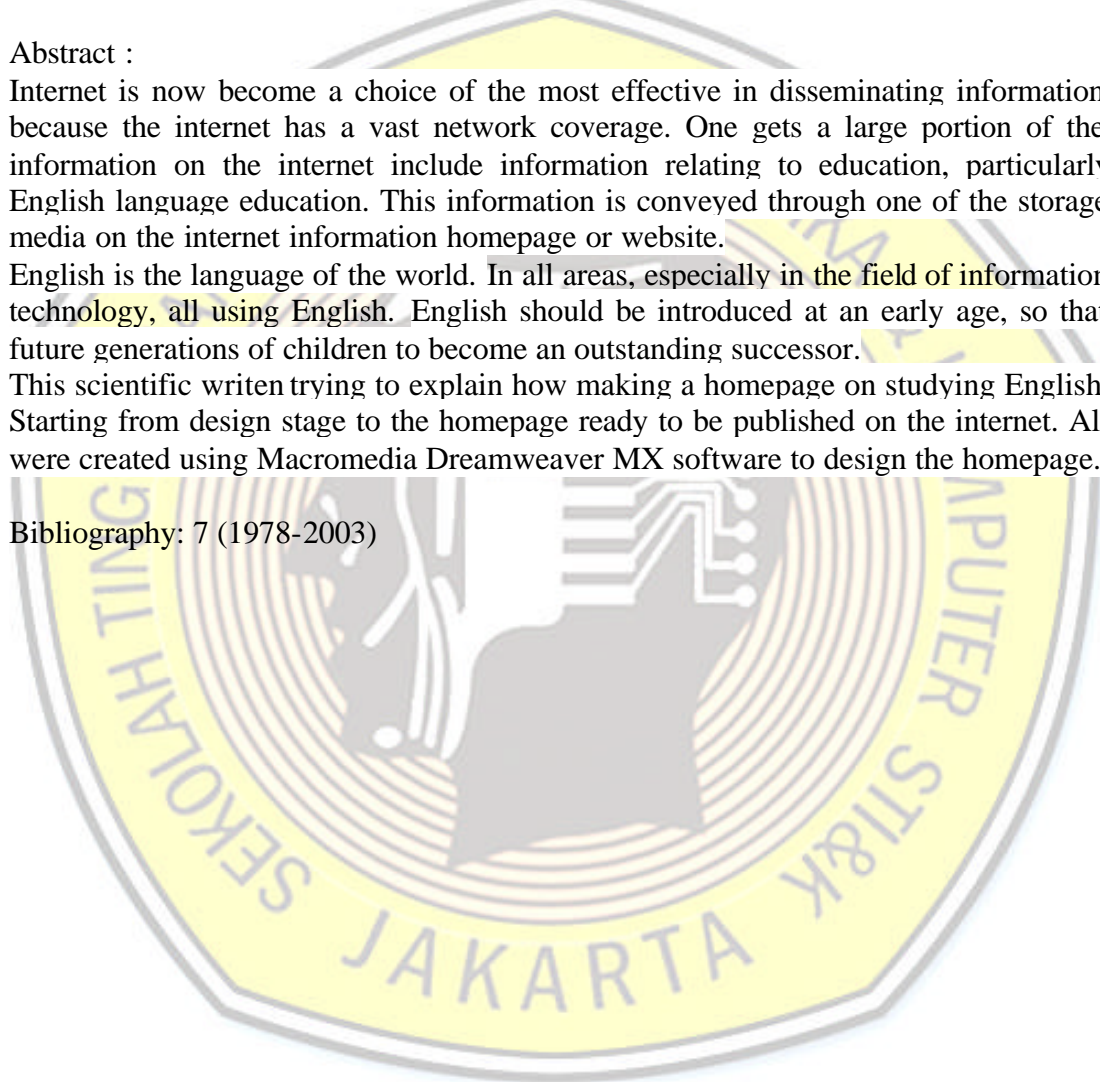 Abstract :
Internet is now become a choice of the most effective in disseminating information
because the internet has a vast network coverage. One gets a large portion of the
information on the internet include information relating to education, particularly
English language education. This information is conveyed through one of the storage
media on the internet information homepage or website.
English is the language of the world. In all areas, especially in the field of information
technology, all using English. English should be introduced at an early age, so that
future generations of children to become an outstanding successor.
This scientific writen trying to explain how making a homepage on studying English
Starting from design stage to the homepage ready to be published on the internet. Al
were created using Macromedia Dreamweaver MX software to design the homepage.
Bibliography: 7 (1978-2003)
SEKOLAH TING
MPUTER STI&K
JAKARTA